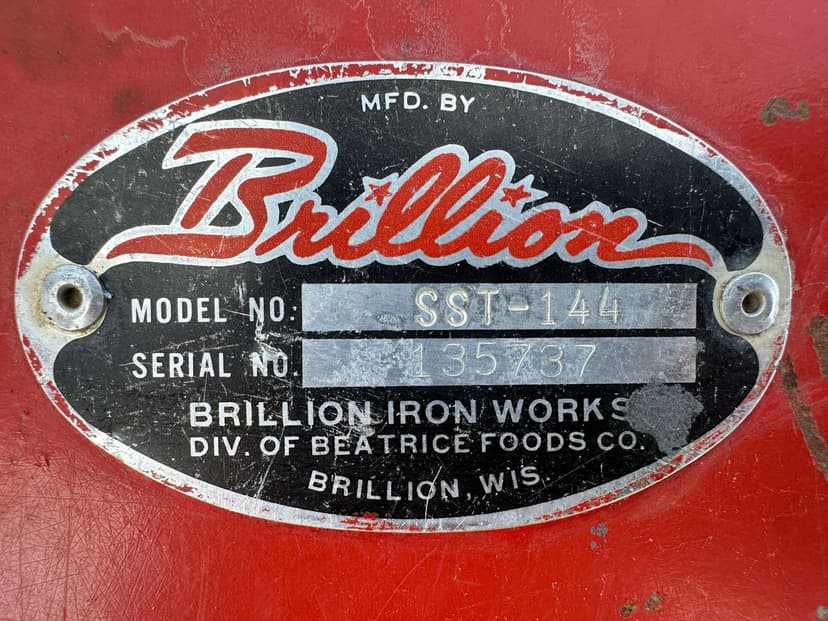 MFD. BY
Brillion
MODEL NO. SST-144
SERIAL NO. 135737
BRILLION IRON WORKS
DIV. OF BEATRICE FOODS CO.
BRILLION, WIS.